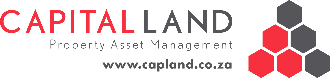 CAPITALLAND
Property Asset Management
www.capland.co.za